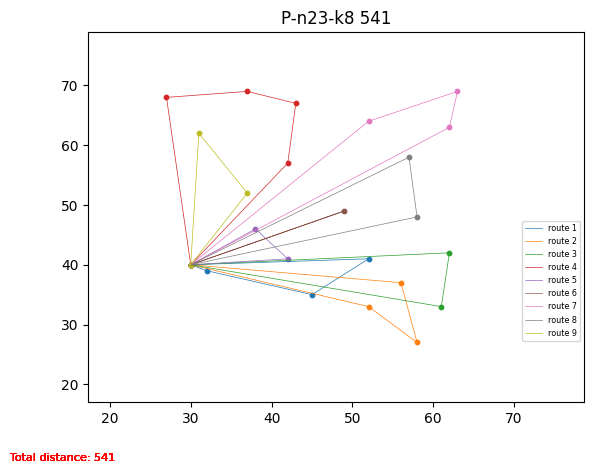 P-n23-k8 541
70
60
50
40
30
20
20 30 40 50 60 70
route 1
route 2
route 3
route 4
route 5
route 6
route 7
route 8
route 9
Total distance: 541